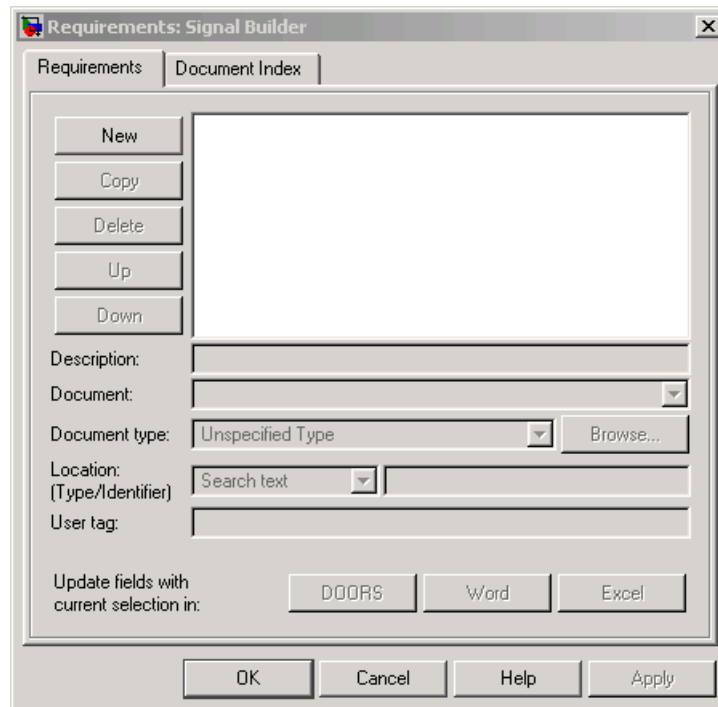 Requirements: Signal Builder
Requirements Document Index
New
Copy
Delete
Up
Down
Description:
Document:
Document type: Unspecified Type Browse...
Location:
(Type/Identifier) Search text
User tag:
Update fields with
current selection in: DOORS Word Excel
OK Cancel Help Apply